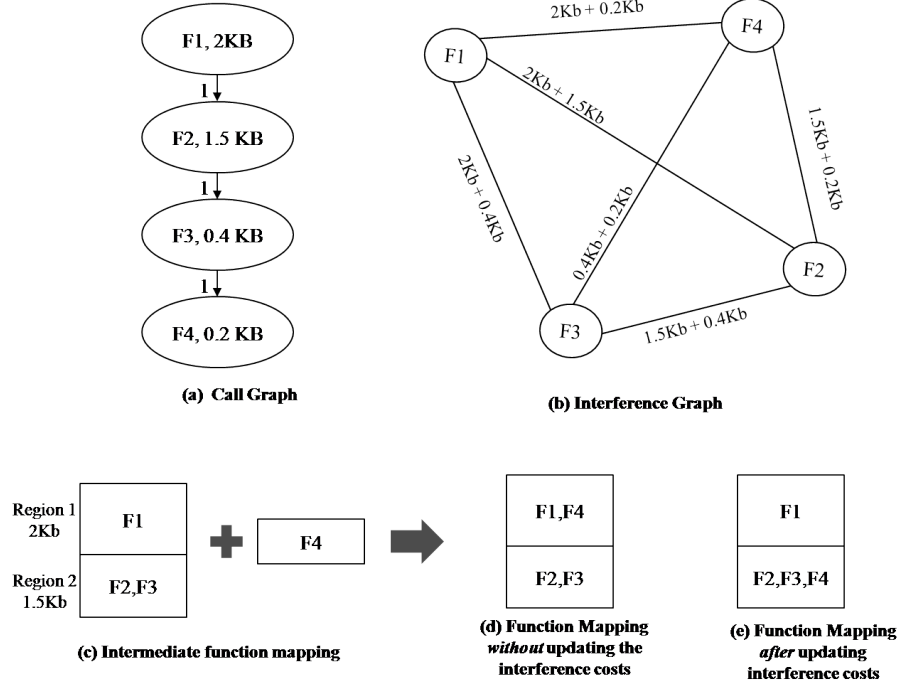 F1, 2KB
1
F2, 1.5 KB
1
F3, 0.4 KB
1
F4, 0.2 KB
(a) Call Graph
2Kb + 0.2Kb
F4
F1
2Kb + 1.5Kb
1.5Kb + 0.2Kb
2Kb + 0.4Kb
0.4Kb + 0.2Kb
F2
F3
1.5Kb + 0.4Kb
(b) Interference Graph
Region 1
2Kb
F1
Region 2
1.5Kb
F2,F3
F4
(c) Intermediate function mapping
F1,F4
F2,F3
(d) Function Mapping
without updating the
interference costs
F1
F2,F3,F4
(e) Function Mapping
after updating
interference costs